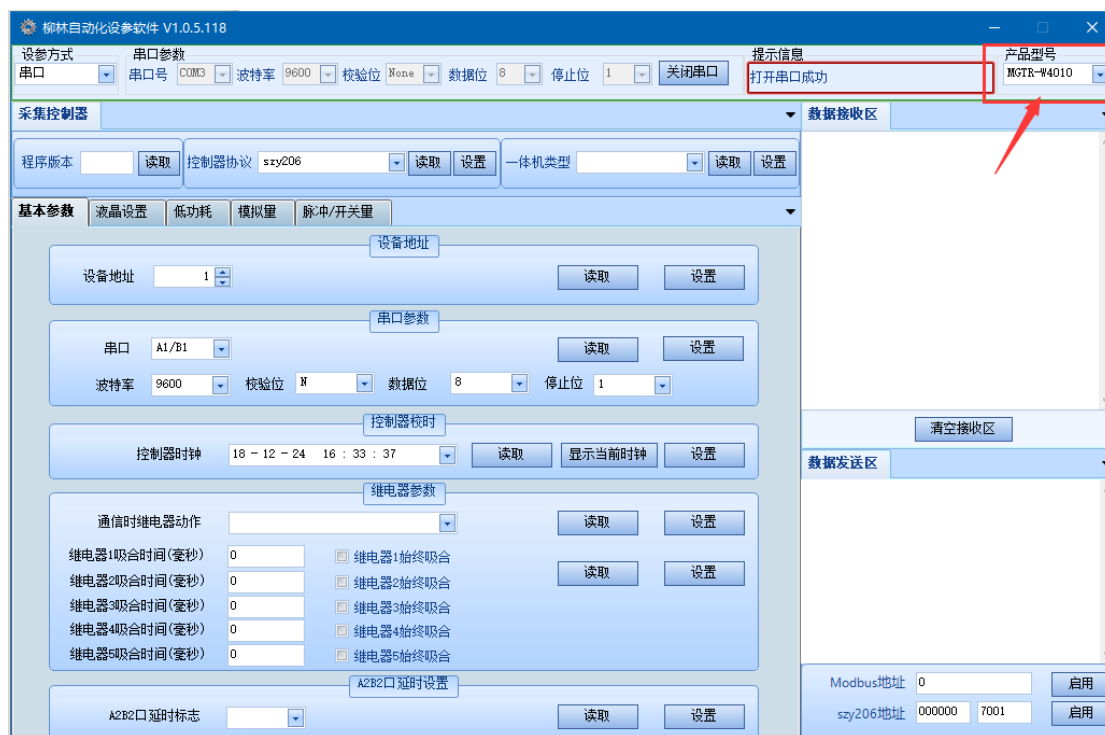 柳林自动化设参软件 V1.0.5.118
设参方式 串口参数 提示信息 产品型号
串口 串口号 COM3 波特率 9600 校验位 None 数据位 8 停止位 1 关闭串口 打开串口成功 MGTR-W4010
采集控制器 数据接收区
程序版本 读取 控制器协议 szy206 读取 设置 一体机类型 读取 设置
基本参数 液晶设置 低功耗 模拟量 脉冲/开关量
设备地址
设备地址 1 读取 设置
串口参数
串口 A1/B1 读取 设置
波特率 9600 校验位 N 数据位 8 停止位 1
控制器校时
清空接收区
控制器时钟 18 - 12 - 24 16 : 33 : 37 读取 显示当前时钟 设置
数据发送区
继电器参数
通信时继电器动作 读取 设置
继电器1吸合时间(毫秒) 0 继电器1始终吸合
继电器2吸合时间(毫秒) 0 继电器2始终吸合 读取 设置
继电器3吸合时间(毫秒) 0 继电器3始终吸合
继电器4吸合时间(毫秒) 0 继电器4始终吸合
继电器5吸合时间(毫秒) 0 继电器5始终吸合
A2B2口延时设置
Modbus地址 0 启用
A2B2口延时标志 读取 设置
szy206地址 000000 7001 启用